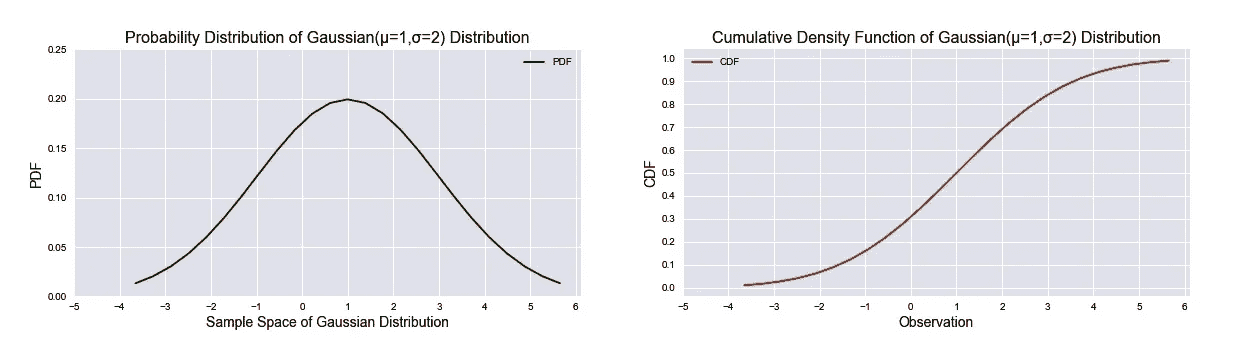 Probability Distribution of Gaussian(μ=1,σ=2) Distribution
0.25
0.20
0.15
0.10
0.05
0.00
PDF
PDF
−5 −4 −3 −2 −1 0 1 2 3 4 5 6
Sample Space of Gaussian Distribution
Cumulative Density Function of Gaussian(μ=1,σ=2) Distribution
1.0
0.9
0.8
0.7
0.6
0.5
0.4
0.3
0.2
0.1
0.0
CDF
CDF
−5 −4 −3 −2 −1 0 1 2 3 4 5 6
Observation